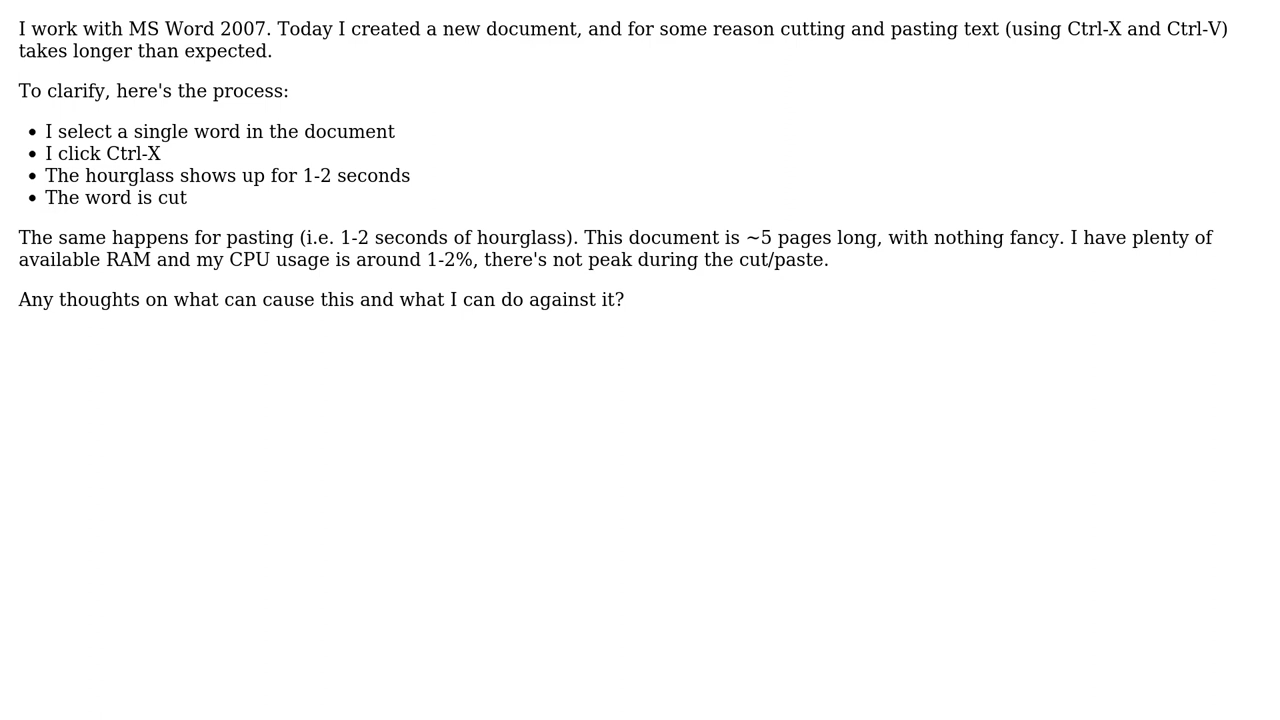 I work with MS Word 2007. Today I created a new document, and for some reason cutting and pasting text (using Ctrl-X and Ctrl-V)
takes longer than expected.
To clarify, here's the process:
• I select a single word in the document
• I click Ctrl-X
• The hourglass shows up for 1-2 seconds
• The word is cut
The same happens for pasting (i.e. 1-2 seconds of hourglass). This document is ~5 pages long, with nothing fancy. I have plenty of
available RAM and my CPU usage is around 1-2%, there's not peak during the cut/paste.
Any thoughts on what can cause this and what I can do against it?